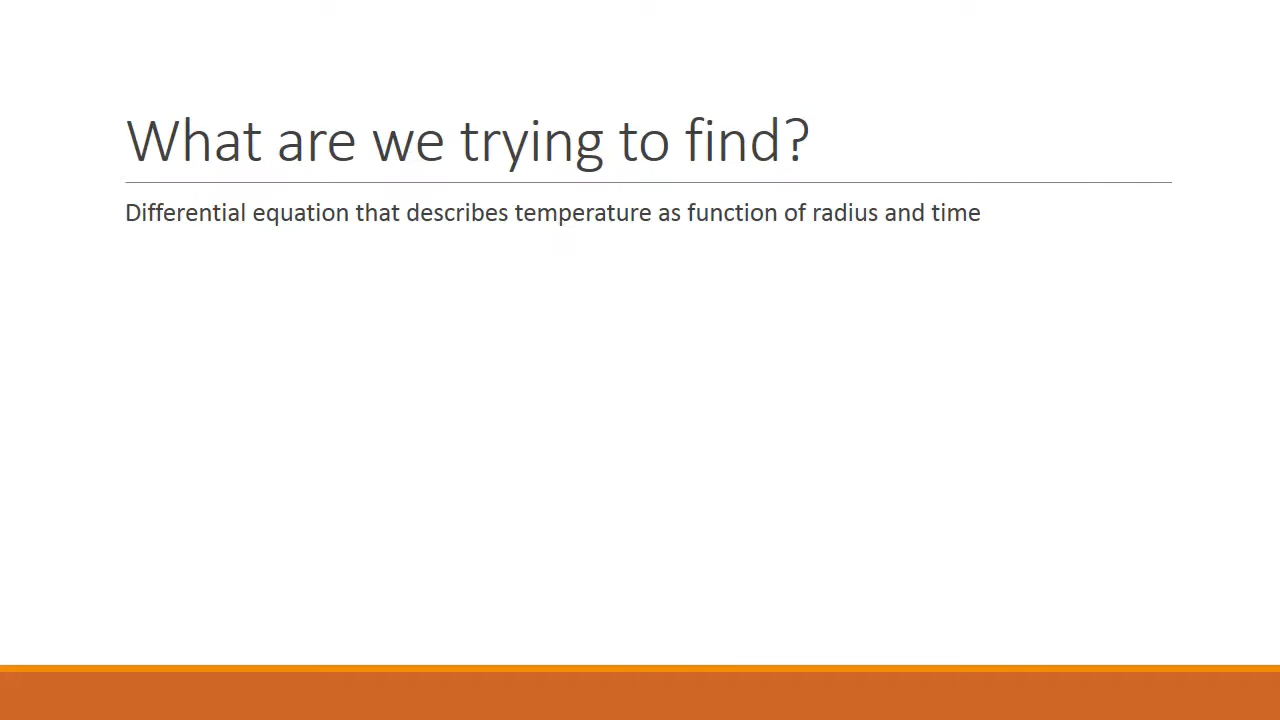 What are we trying to find?
Differential equation that describes temperature as function of radius and time